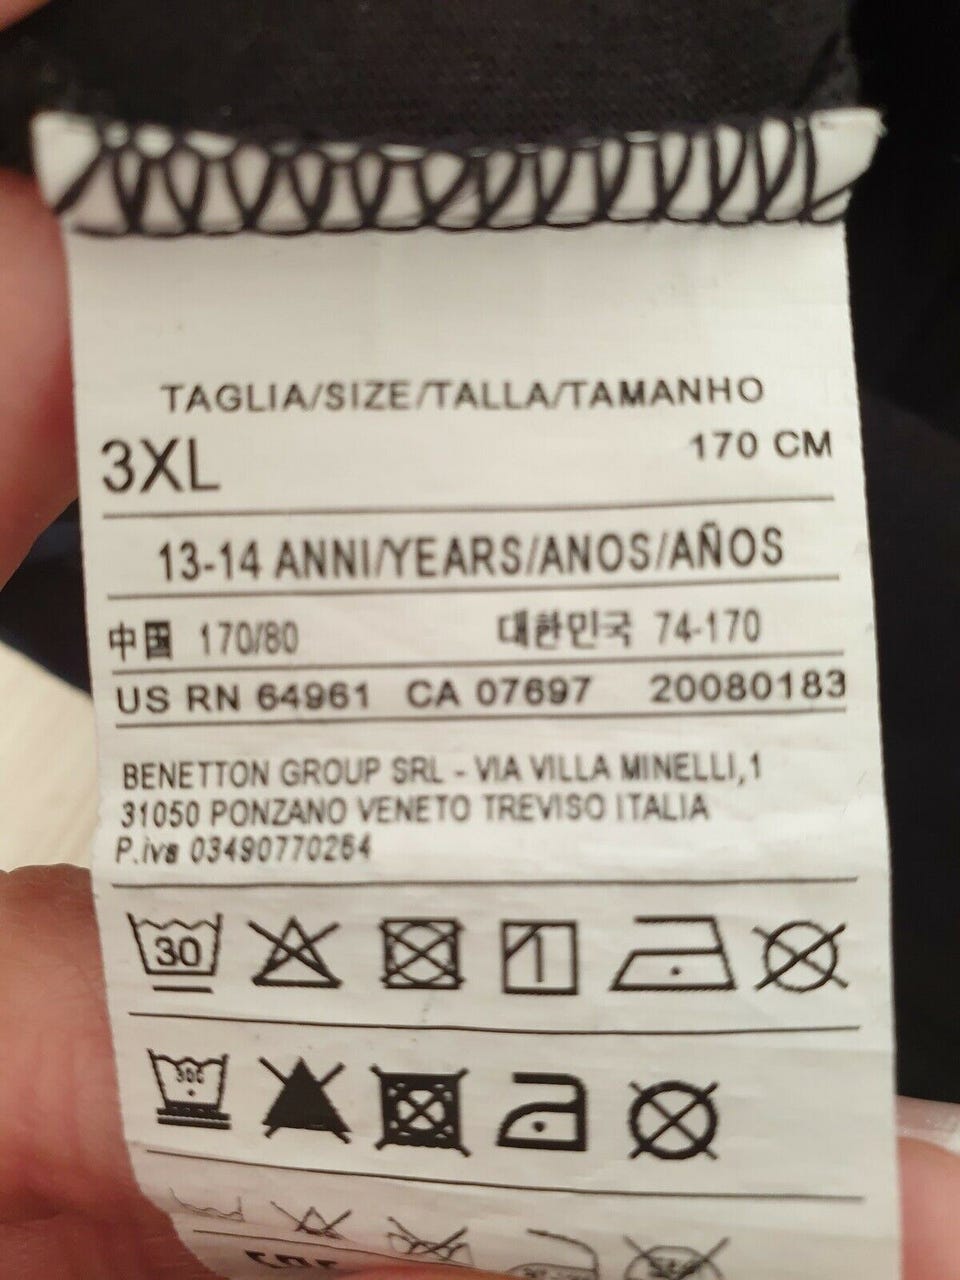 TAGLIA/SIZE/TALLA/TAMANHO
3XL 170 CM
13-14 ANNI/YEARS/ANOS/AÑOS
中国 170/80 대한민국 74-170
US RN 64961 CA 07697 20080183
BENETTON GROUP SRL - VIA VILLA MINELLI,1
31050 PONZANO VENETO TREVISO ITALIA
P.iva 03490770264
30